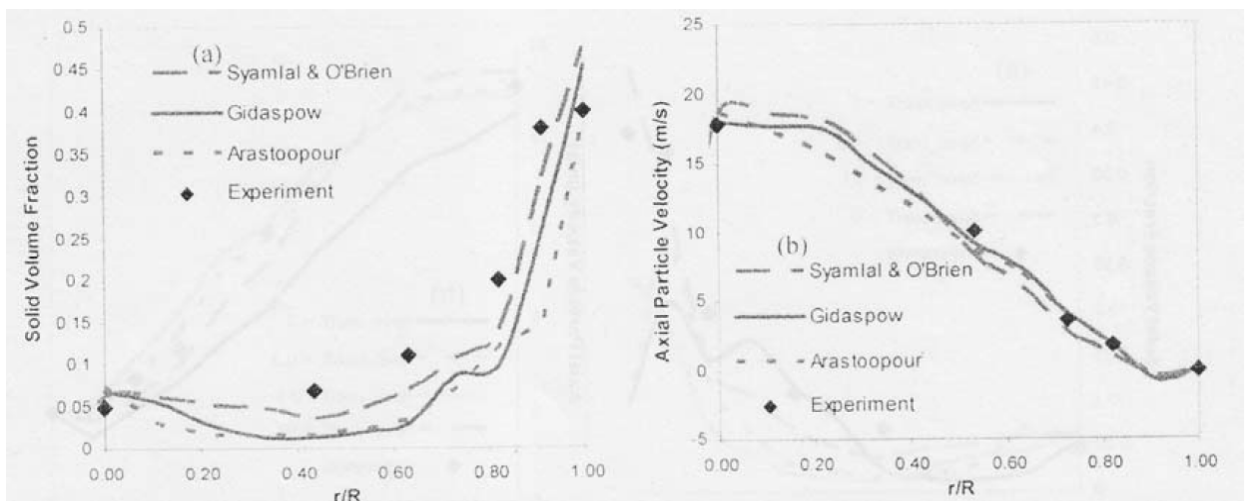 0.5
(a)
Syamlal & O'Brien
Gidaspow
Arastoopour
Experiment
0.45
0.4
0.35
0.3
0.25
0.2
0.15
0.1
0.05
0
Solid Volume Fraction
0.00 0.20 0.40 0.60 0.80 1.00
r/R
25
20
15
10
5
0
-5
Axial Particle Velocity (m/s)
(b)
Syamlal & O'Brien
Gidaspow
Arastoopour
Experiment
0.00 0.20 0.40 0.60 0.80 1.00
r/R